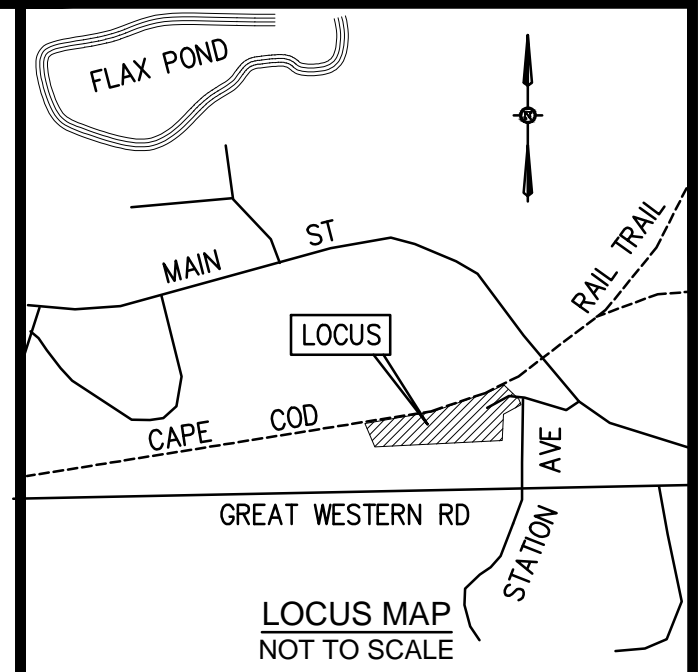 FLAX POND
N
MAIN ST
RAIL TRAIL
LOCUS
CAPE COD
STATION AVE
GREAT WESTERN RD
LOCUS MAP
NOT TO SCALE